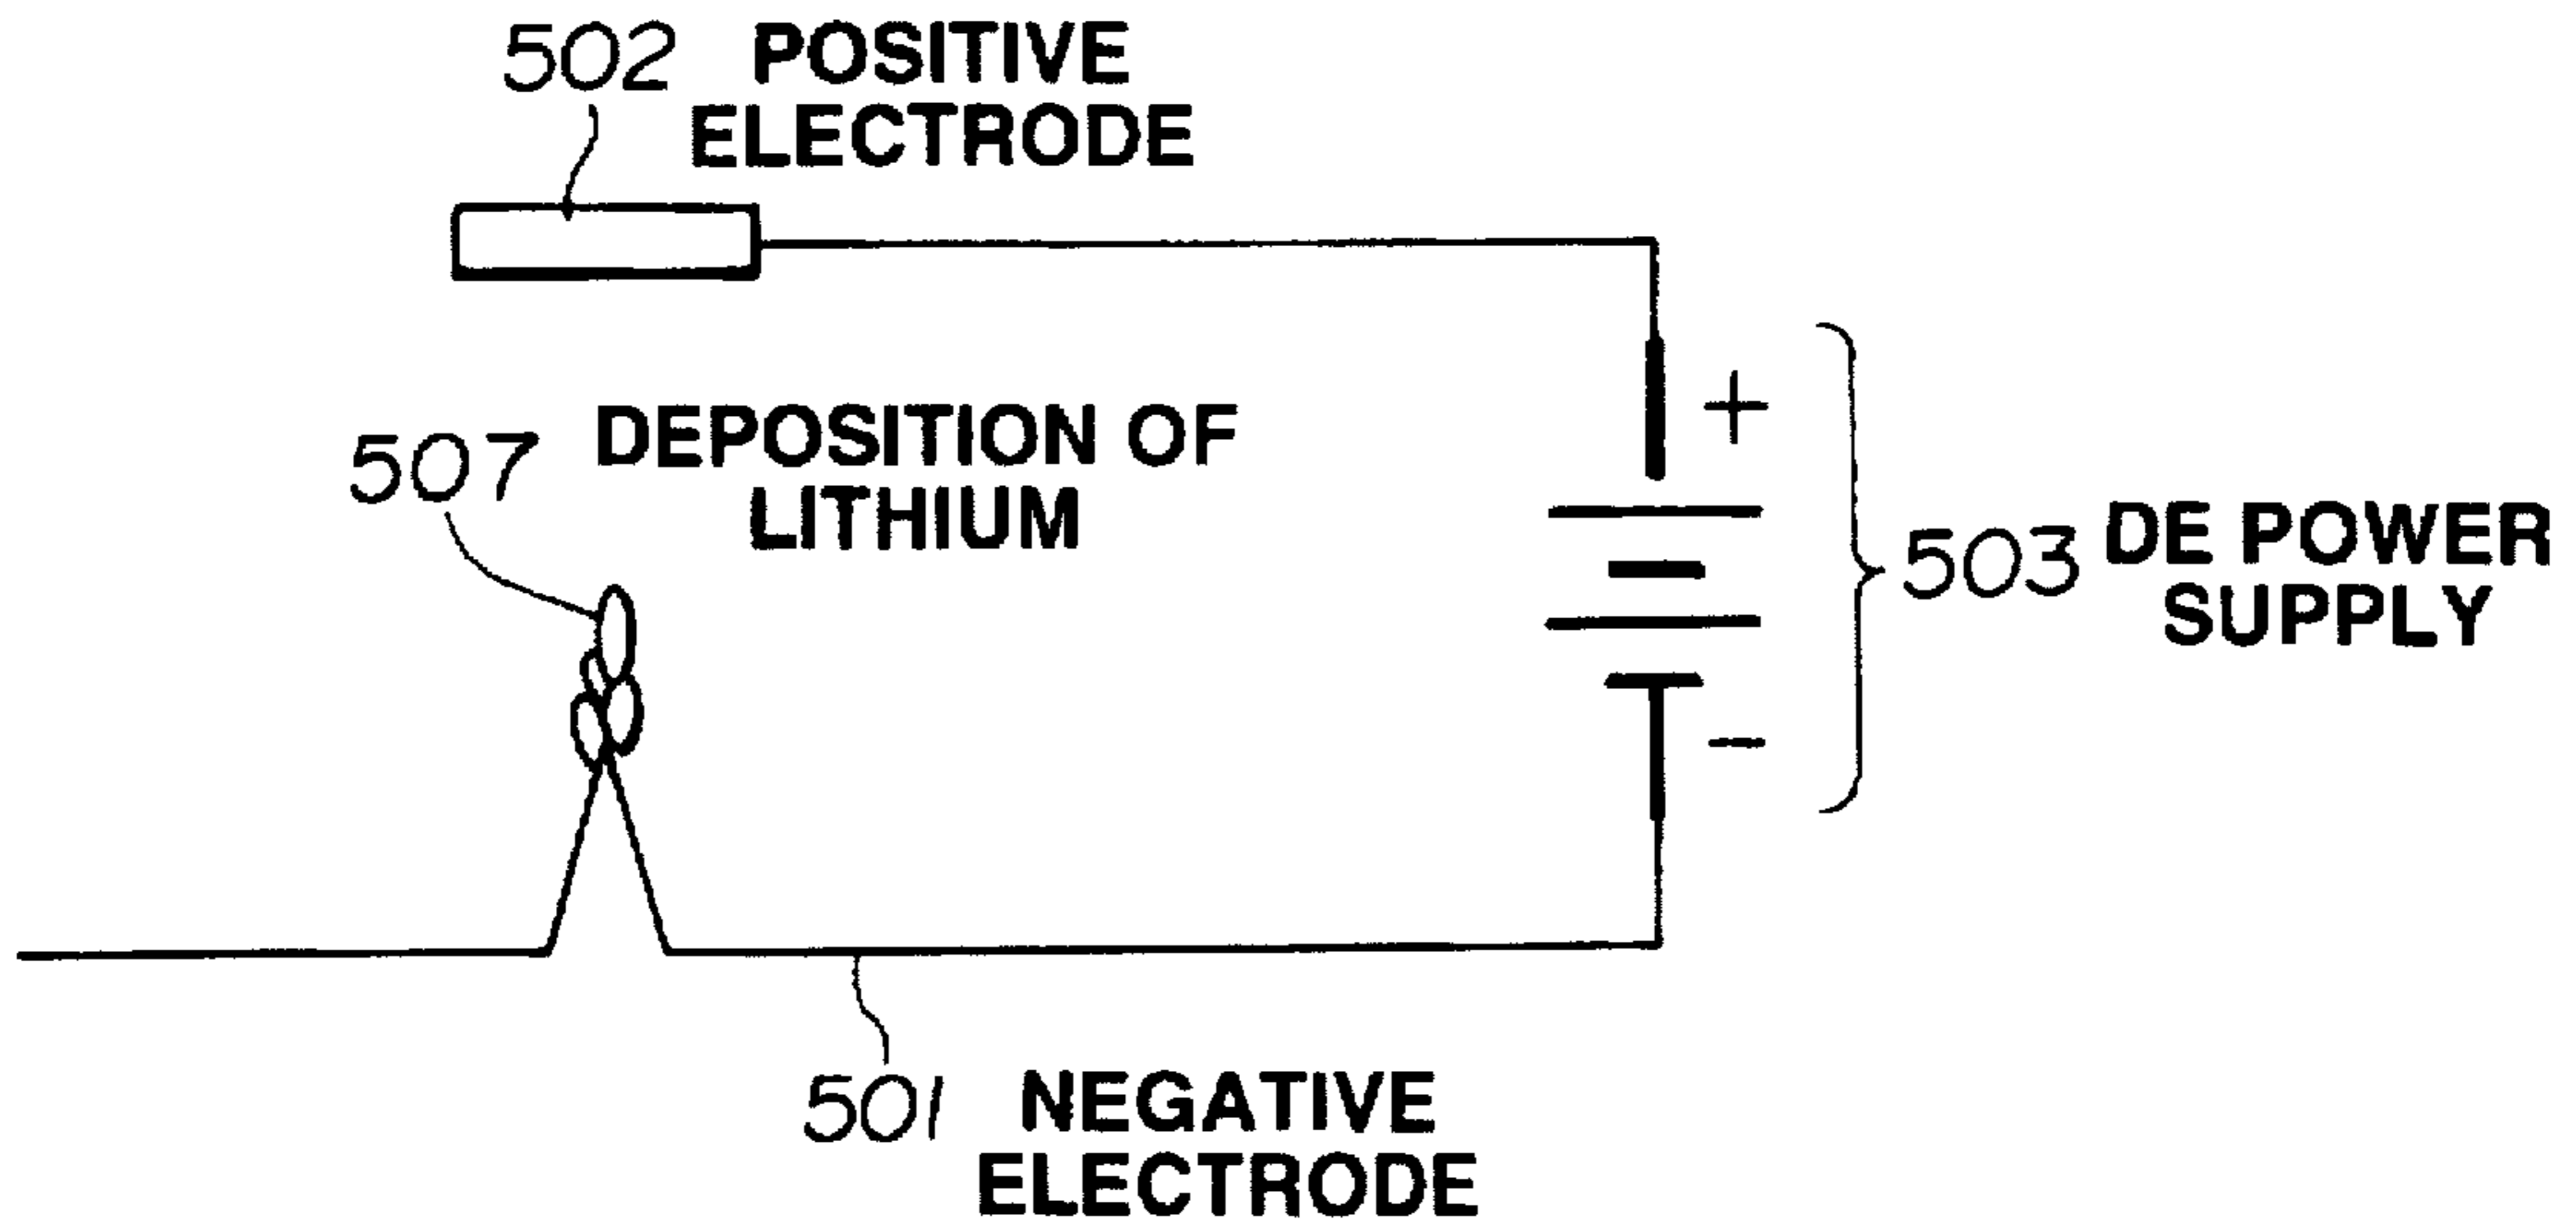 502 POSITIVE
ELECTRODE
+
507 DEPOSITION OF
LITHIUM
503 DE POWER
SUPPLY
−
501 NEGATIVE
ELECTRODE